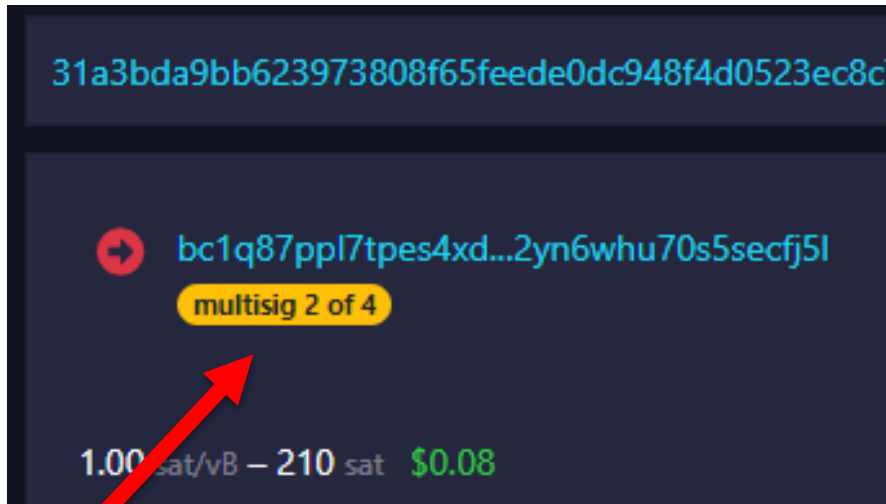 31a3bda9bb623973808f65feede0dc948f4d0523ec8c
bc1q87ppl7tpes4xd...2yn6whu70s5secfj5l
multisig 2 of 4
1.00 sat/vB – 210 sat $0.08